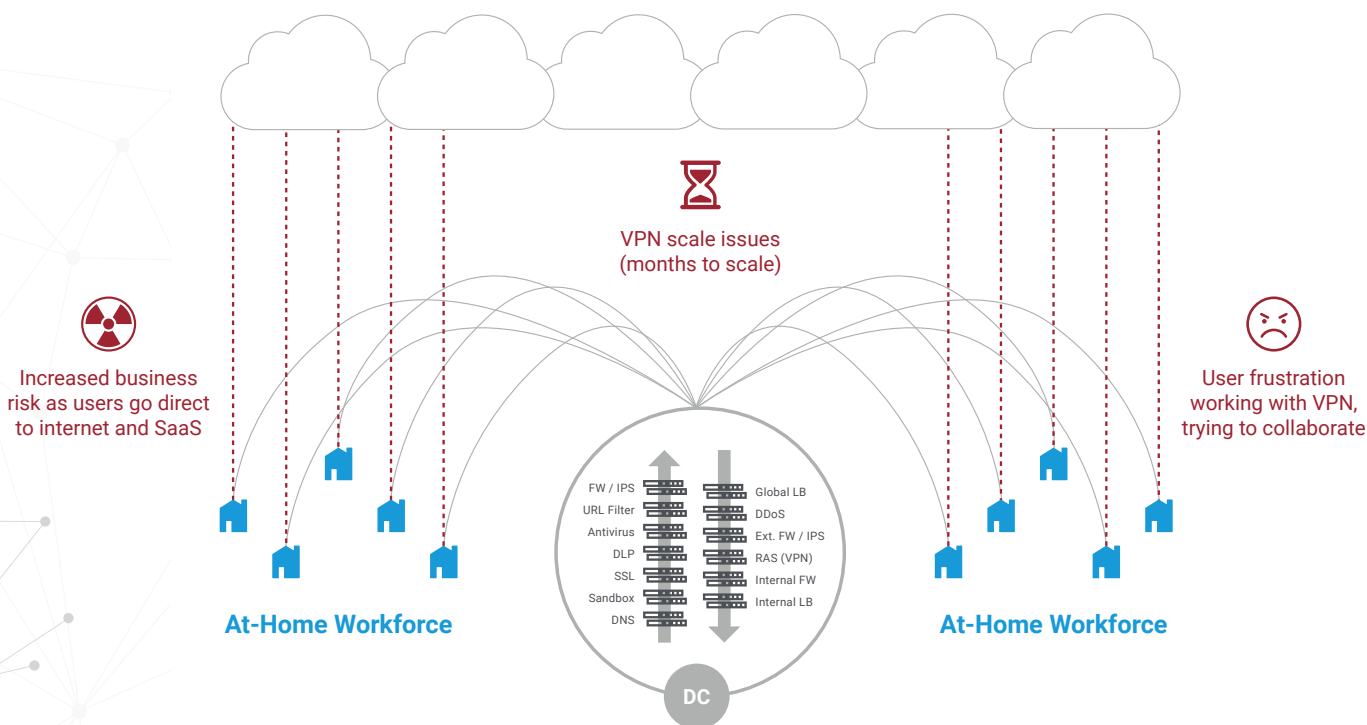 VPN scale issues
(months to scale)
Increased business
risk as users go direct
to internet and SaaS
User frustration
working with VPN,
trying to collaborate
FW / IPS
URL Filter
Antivirus
DLP
SSL
Sandbox
DNS
Global LB
DDoS
Ext. FW / IPS
RAS (VPN)
Internal FW
Internal LB
At-Home Workforce
At-Home Workforce
DC